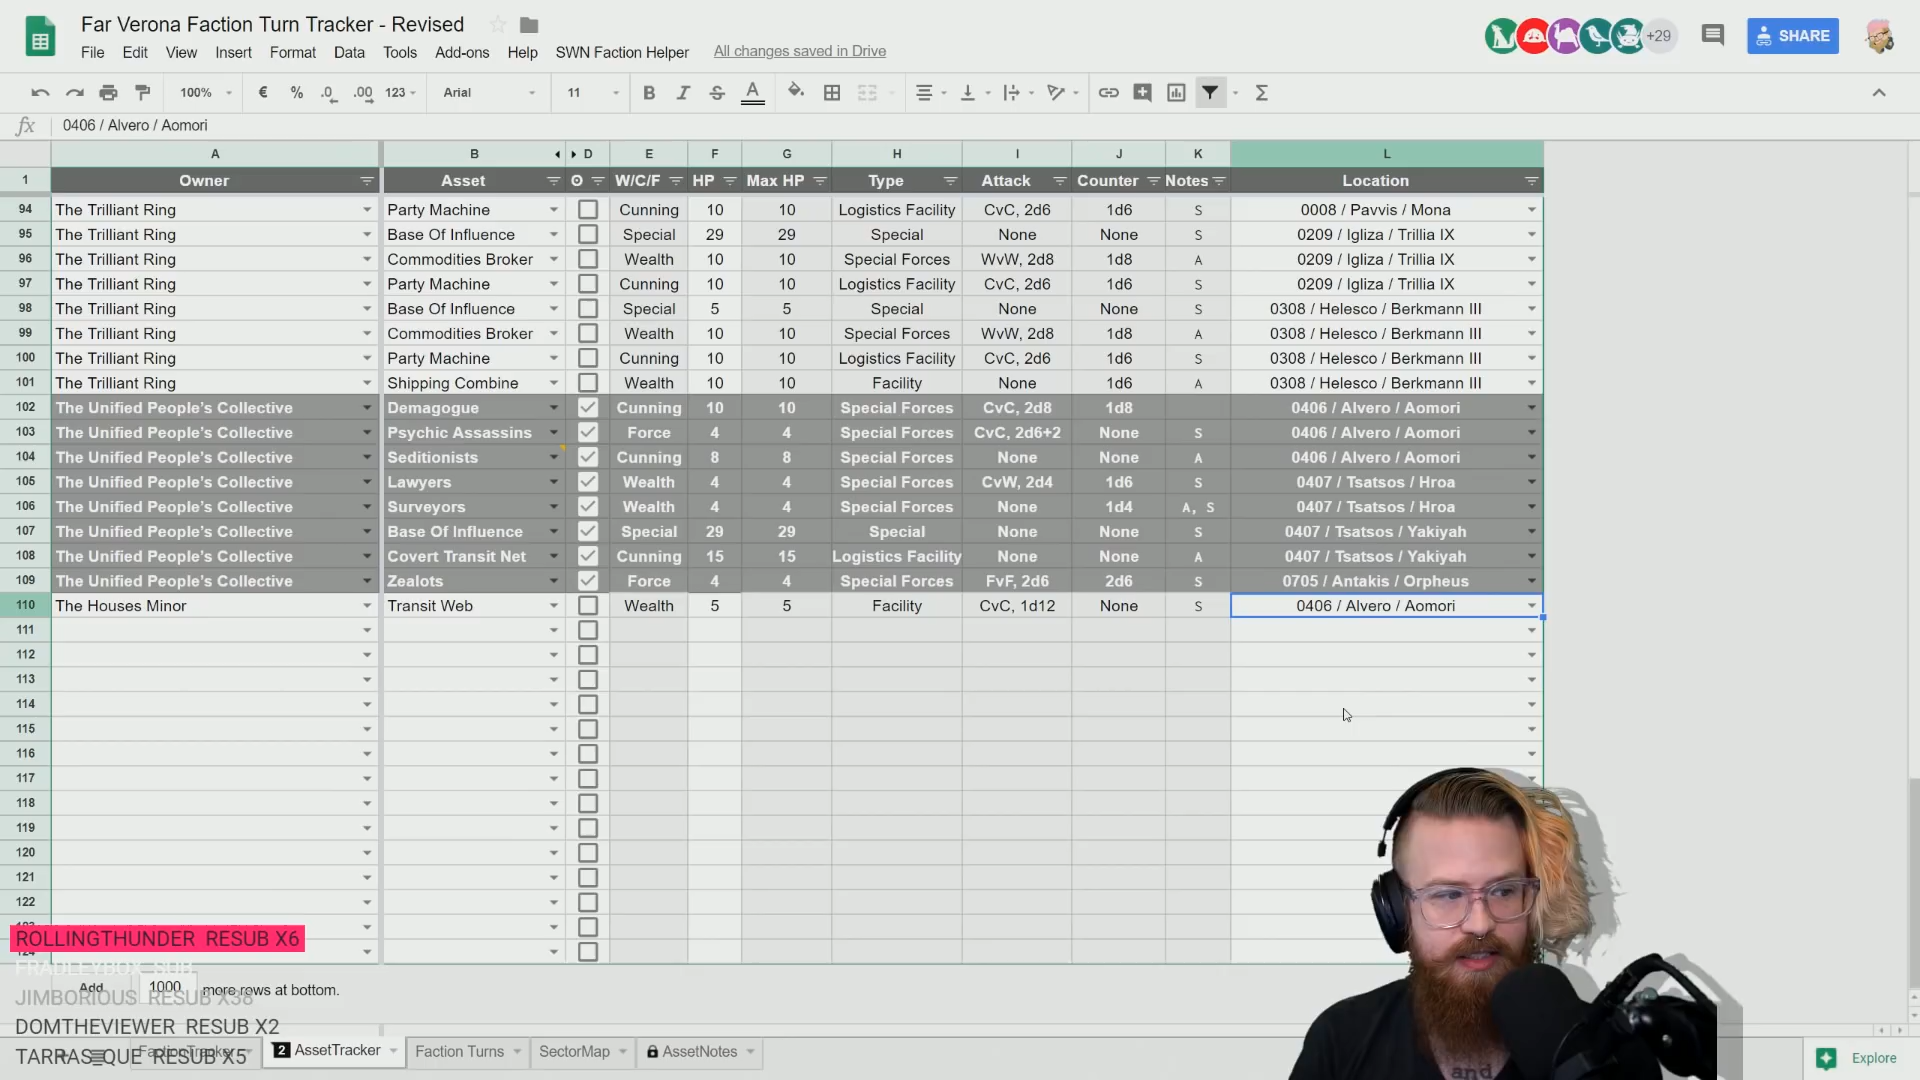 Far Verona Faction Turn Tracker - Revised
+29
SHARE
File Edit View Insert Format Data Tools Add-ons Help SWN Faction Helper All changes saved in Drive
100% € % .0 .00 123 Arial 11 B I S A Σ
fx 0406 / Alvero / Aomori
A B D E F G H I J K L
1 Owner Asset W/C/F HP Max HP Type Attack Counter Notes Location
94 The Trilliant Ring Party Machine Cunning 10 10 Logistics Facility CvC, 2d6 1d6 S 0008 / Pavvis / Mona
95 The Trilliant Ring Base Of Influence Special 29 29 Special None None S 0209 / Igliza / Trillia IX
96 The Trilliant Ring Commodities Broker Wealth 10 10 Special Forces WvW, 2d8 1d8 A 0209 / Igliza / Trillia IX
97 The Trilliant Ring Party Machine Cunning 10 10 Logistics Facility CvC, 2d6 1d6 S 0209 / Igliza / Trillia IX
98 The Trilliant Ring Base Of Influence Special 5 5 Special None None S 0308 / Helesco / Berkmann III
99 The Trilliant Ring Commodities Broker Wealth 10 10 Special Forces WvW, 2d8 1d8 A 0308 / Helesco / Berkmann III
100 The Trilliant Ring Party Machine Cunning 10 10 Logistics Facility CvC, 2d6 1d6 S 0308 / Helesco / Berkmann III
101 The Trilliant Ring Shipping Combine Wealth 10 10 Facility None 1d6 A 0308 / Helesco / Berkmann III
102 The Unified People's Collective Demagogue Cunning 10 10 Special Forces CvC, 2d8 1d8 0406 / Alvero / Aomori
103 The Unified People's Collective Psychic Assassins Force 4 4 Special Forces CvC, 2d6+2 None S 0406 / Alvero / Aomori
104 The Unified People's Collective Seditionists Cunning 8 8 Special Forces None None A 0406 / Alvero / Aomori
105 The Unified People's Collective Lawyers Wealth 4 4 Special Forces CvW, 2d4 1d6 S 0407 / Tsatsos / Hroa
106 The Unified People's Collective Surveyors Wealth 4 4 Special Forces None 1d4 A, S 0407 / Tsatsos / Hroa
107 The Unified People's Collective Base Of Influence Special 29 29 Special None None S 0407 / Tsatsos / Yakiyah
108 The Unified People's Collective Covert Transit Net Cunning 15 15 Logistics Facility None None A 0407 / Tsatsos / Yakiyah
109 The Unified People's Collective Zealots Force 4 4 Special Forces FvF, 2d6 2d6 S 0705 / Antakis / Orpheus
110 The Houses Minor Transit Web Wealth 5 5 Facility CvC, 1d12 None S 0406 / Alvero / Aomori
111
112
113
114
115
116
117
118
119
120
121
122
ROLLINGTHUNDER RESUB X6
FRADLEYBOX SUB
Add 1000 more rows at bottom.
JIMBORIOUS RESUB X38
DOMTHEVIEWER RESUB X2
TARRAS_QUE RESUB X5
FactionTracker 2 AssetTracker Faction Turns SectorMap AssetNotes Explore
and